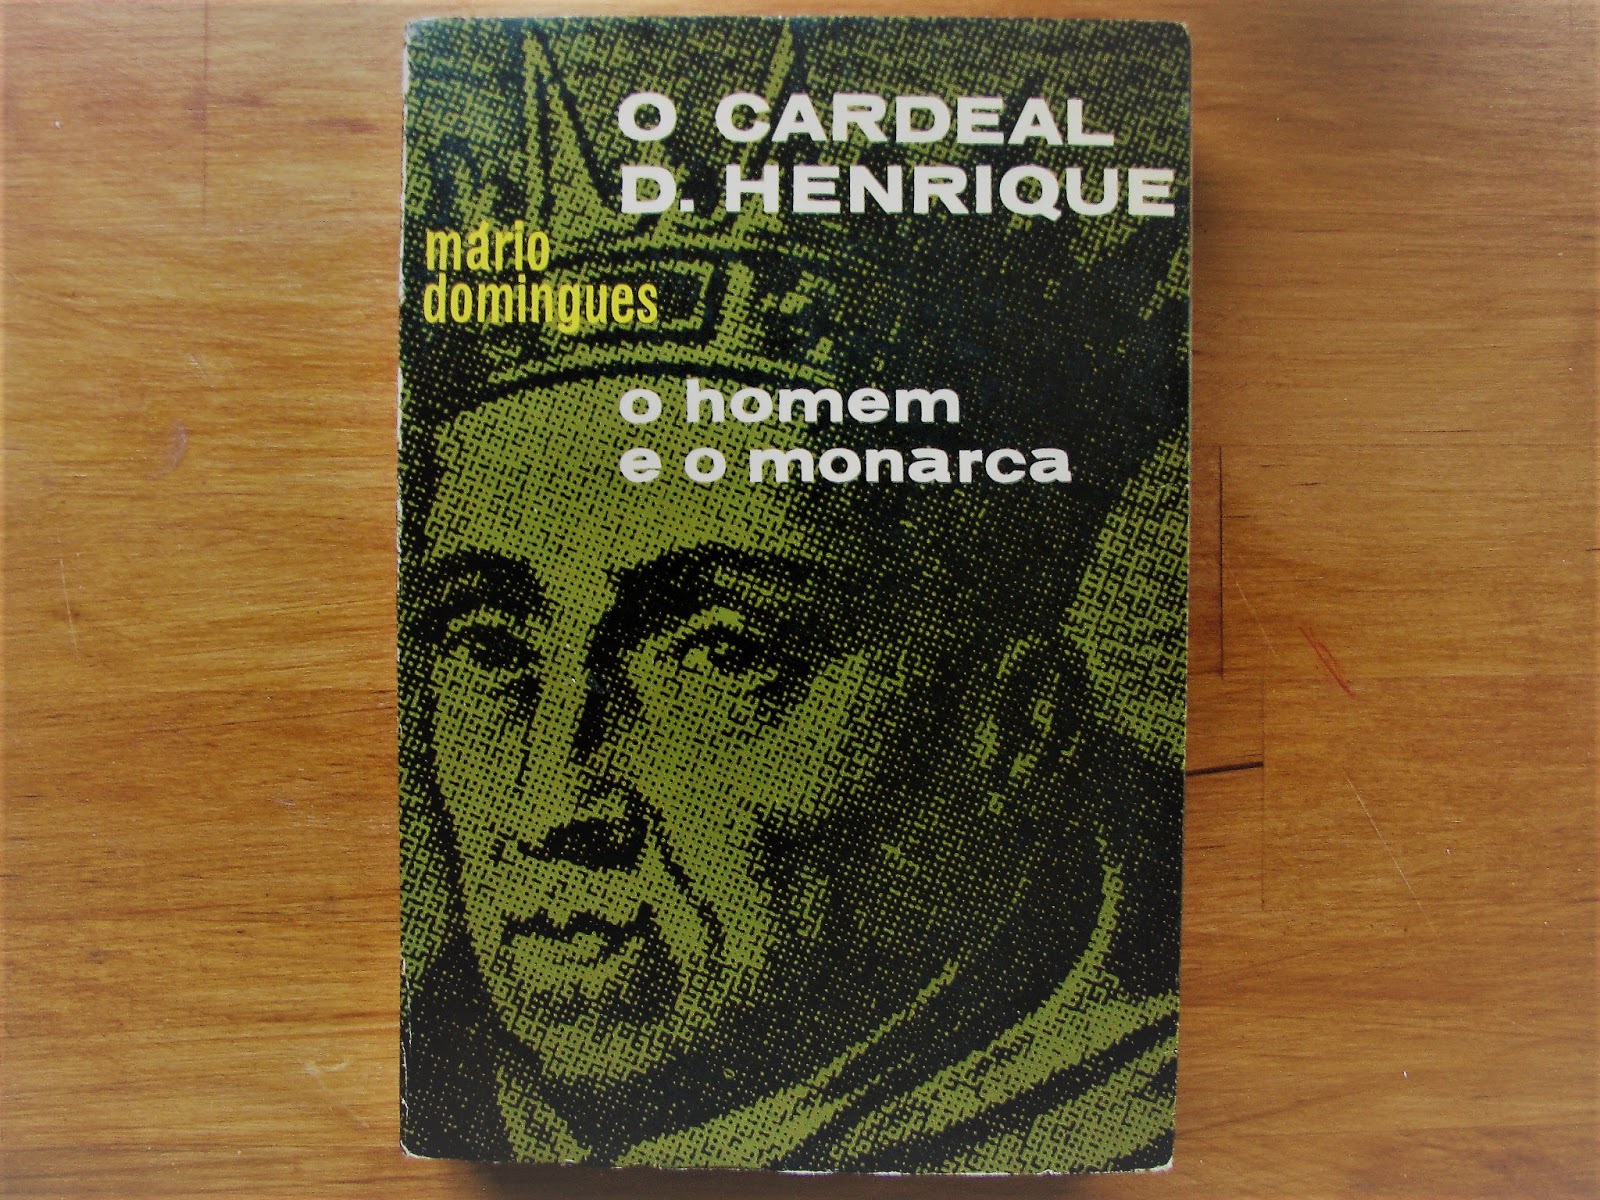 O CARDEAL
D. HENRIQUE
mário
domingues
o homem
e o monarca